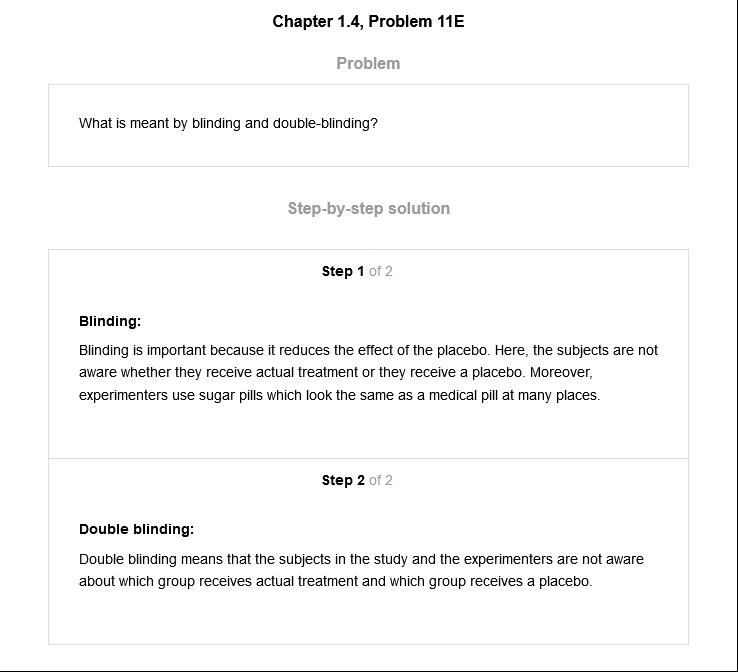 Chapter 1.4, Problem 11E
Problem
What is meant by blinding and double-blinding?
Step-by-step solution
Step 1 of 2
Blinding:
Blinding is important because it reduces the effect of the placebo. Here, the subjects are not
aware whether they receive actual treatment or they receive a placebo. Moreover,
experimenters use sugar pills which look the same as a medical pill at many places.
Step 2 of 2
Double blinding:
Double blinding means that the subjects in the study and the experimenters are not aware
about which group receives actual treatment and which group receives a placebo.